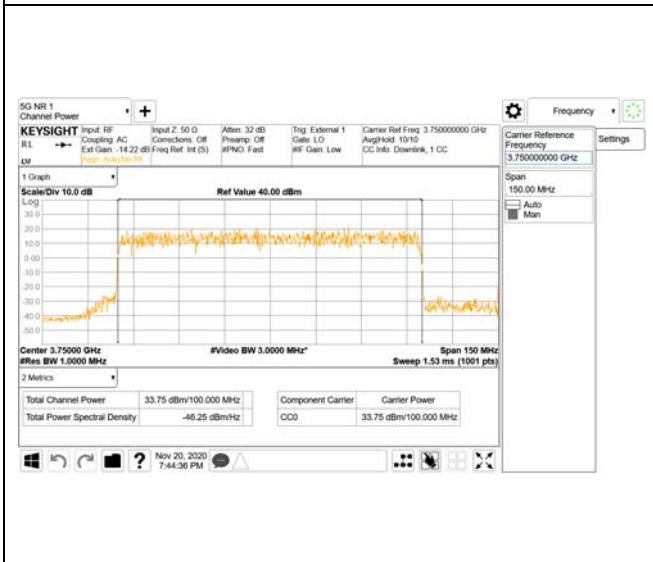 5G NR 1
Channel Power
+
Frequency
KEYSIGHT
RL
Input: RF
Coupling: AC
Ext Gain: -14.22 dB
Align: Auto/No RF
Input Z: 50 Ω
Corrections: Off
Freq Ref: Int (S)
Atten: 32 dB
Preamp: Off
#PNO: Fast
Trig: External 1
Gate: LO
#IF Gain: Low
Carrier Ref Freq: 3.750000000 GHz
Avg|Hold: 10/10
CC Info: Downlink, 1 CC
Carrier Reference
Frequency
3.750000000 GHz
Settings
Span
150.00 MHz
Auto
Man
1 Graph
Scale/Div 10.0 dB
Ref Value 40.00 dBm
Log
30.0
20.0
10.0
0.00
-10.0
-20.0
-30.0
-40.0
-50.0
Center 3.75000 GHz
#Video BW 3.0000 MHz*
Span 150 MHz
#Res BW 1.0000 MHz
Sweep 1.53 ms (1001 pts)
2 Metrics
Total Channel Power 33.75 dBm/100.000 MHz
Total Power Spectral Density -46.25 dBm/Hz
Component Carrier Carrier Power
CC0 33.75 dBm/100.000 MHz
?
Nov 20, 2020
7:44:36 PM